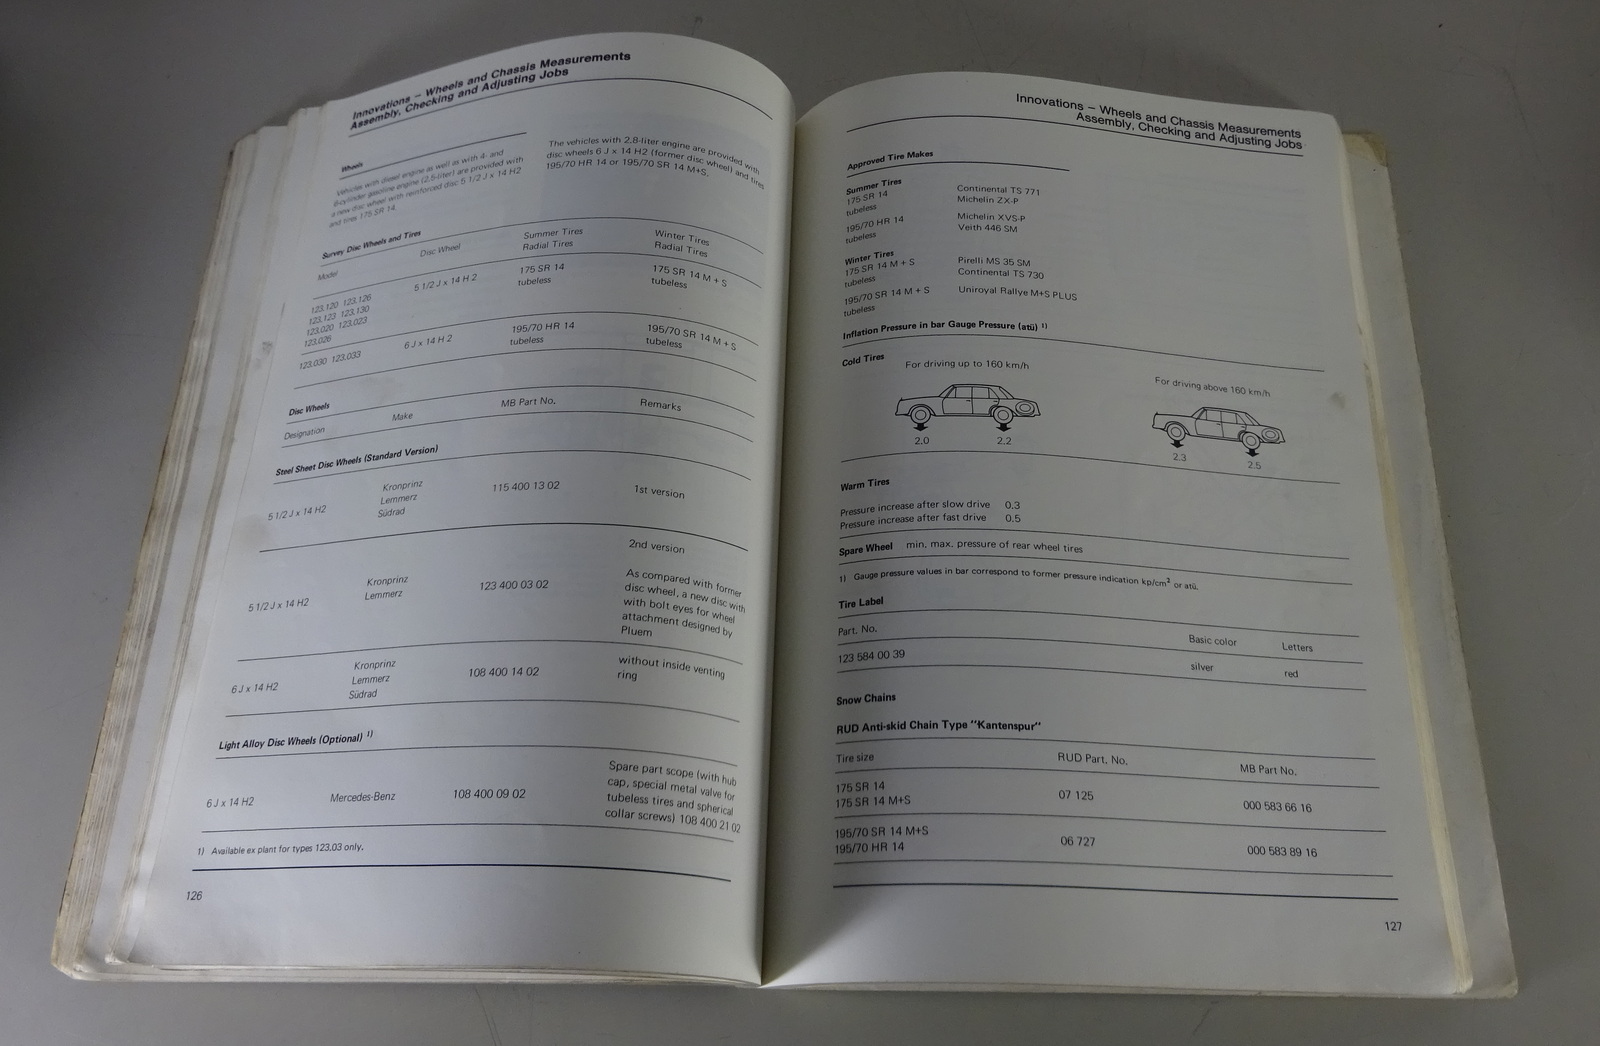 Innovations – Wheels and Chassis Measurements
Assembly, Checking and Adjusting Jobs
Wheels
Vehicles with diesel engine as well as with 4- and
6-cylinder gasoline engine (2.5-liter) are provided with
a new disc wheel with reinforced disc 5 1/2 J x 14 H2
and tires 175 SR 14.
The vehicles with 2.8-liter engine are provided with
disc wheels 6 J x 14 H2 (former disc wheel) and tires
195/70 HR 14 or 195/70 SR 14 M+S.
Survey Disc Wheels and Tires
Model Disc Wheel Summer Tires Winter Tires
Radial Tires Radial Tires
123.120 123.126 5 1/2 J x 14 H 2 175 SR 14 175 SR 14 M + S
123.123 123.130 tubeless tubeless
123.020 123.023
123.026
123.030 123.033 6 J x 14 H 2 195/70 HR 14 195/70 SR 14 M + S
tubeless tubeless
Disc Wheels
Designation Make MB Part No. Remarks
Steel Sheet Disc Wheels (Standard Version)
5 1/2 J x 14 H2 Kronprinz 115 400 13 02 1st version
Lemmerz
Südrad
2nd version
5 1/2 J x 14 H2 Kronprinz 123 400 03 02 As compared with former
Lemmerz disc wheel, a new disc with
with bolt eyes for wheel
attachment designed by
Pluem
6 J x 14 H2 Kronprinz 108 400 14 02 without inside venting
Lemmerz ring
Südrad
Light Alloy Disc Wheels (Optional) 1)
6 J x 14 H2 Mercedes-Benz 108 400 09 02 Spare part scope (with hub
cap, special metal valve for
tubeless tires and spherical
collar screws) 108 400 21 02
1) Available ex plant for types 123.03 only.
126
Innovations – Wheels and Chassis Measurements
Assembly, Checking and Adjusting Jobs
Approved Tire Makes
Summer Tires
175 SR 14 Continental TS 771
tubeless Michelin ZX-P
195/70 HR 14 Michelin XVS-P
tubeless Veith 446 SM
Winter Tires
175 SR 14 M + S Pirelli MS 35 SM
tubeless Continental TS 730
195/70 SR 14 M + S Uniroyal Rallye M+S PLUS
tubeless
Inflation Pressure in bar Gauge Pressure (atü) 1)
Cold Tires
For driving up to 160 km/h For driving above 160 km/h
2.0 2.2 2.3 2.5
Warm Tires
Pressure increase after slow drive 0.3
Pressure increase after fast drive 0.5
Spare Wheel min. max. pressure of rear wheel tires
1) Gauge pressure values in bar correspond to former pressure indication kp/cm² or atü.
Tire Label
Part. No. Basic color Letters
123 584 00 39 silver red
Snow Chains
RUD Anti-skid Chain Type "Kantenspur"
Tire size RUD Part. No. MB Part No.
175 SR 14 07 125 000 583 66 16
175 SR 14 M+S
195/70 SR 14 M+S 06 727 000 583 89 16
195/70 HR 14
127